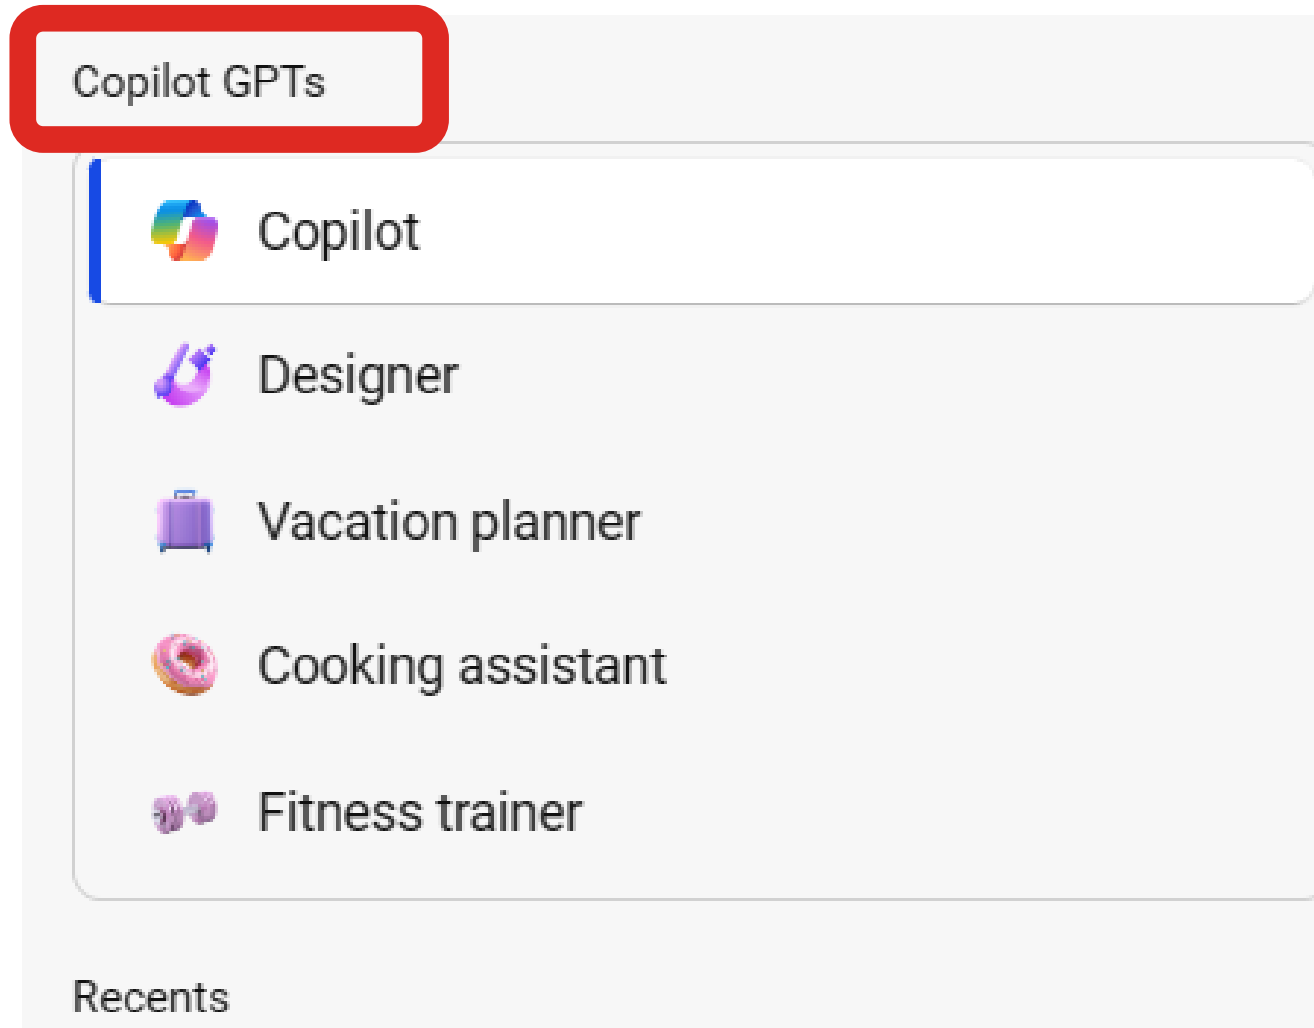 Copilot GPTs
Copilot
Designer
Vacation planner
Cooking assistant
Fitness trainer
Recents